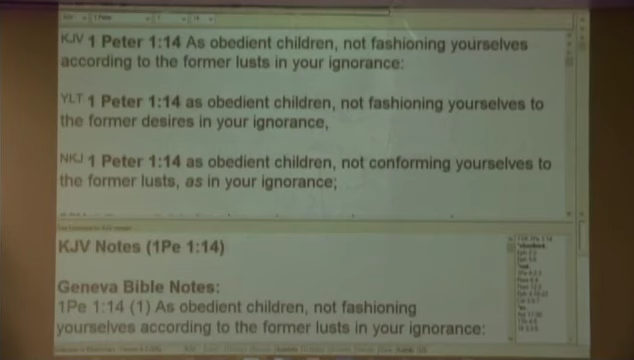 KJV 1 Peter 1:14 As obedient children, not fashioning yourselves
according to the former lusts in your ignorance:
YLT 1 Peter 1:14 as obedient children, not fashioning yourselves to
the former desires in your ignorance,
NKJ 1 Peter 1:14 as obedient children, not conforming yourselves to
the former lusts, as in your ignorance;
KJV Notes (1Pe 1:14)
Geneva Bible Notes:
1Pe 1:14 (1) As obedient children, not fashioning
yourselves according to the former lusts in your ignorance: